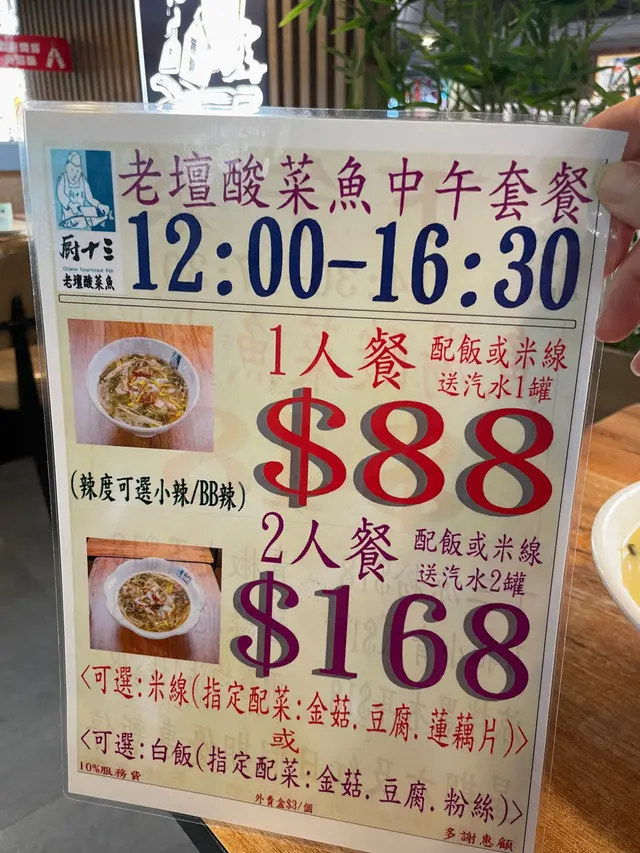 老壇酸菜魚中午套餐
12:00-16:30
廚十三
老壇酸菜魚
1人餐
配飯或米線
送汽水1罐
$88
(辣度可選小辣/BB辣)
2人餐
配飯或米線
送汽水2罐
$168
<可選:米線(指定配菜:金菇.豆腐.蓮藕片)>
或
<可選:白飯(指定配菜:金菇.豆腐.粉絲)>
10%服務費
外賣盒$3/個
多謝惠顧